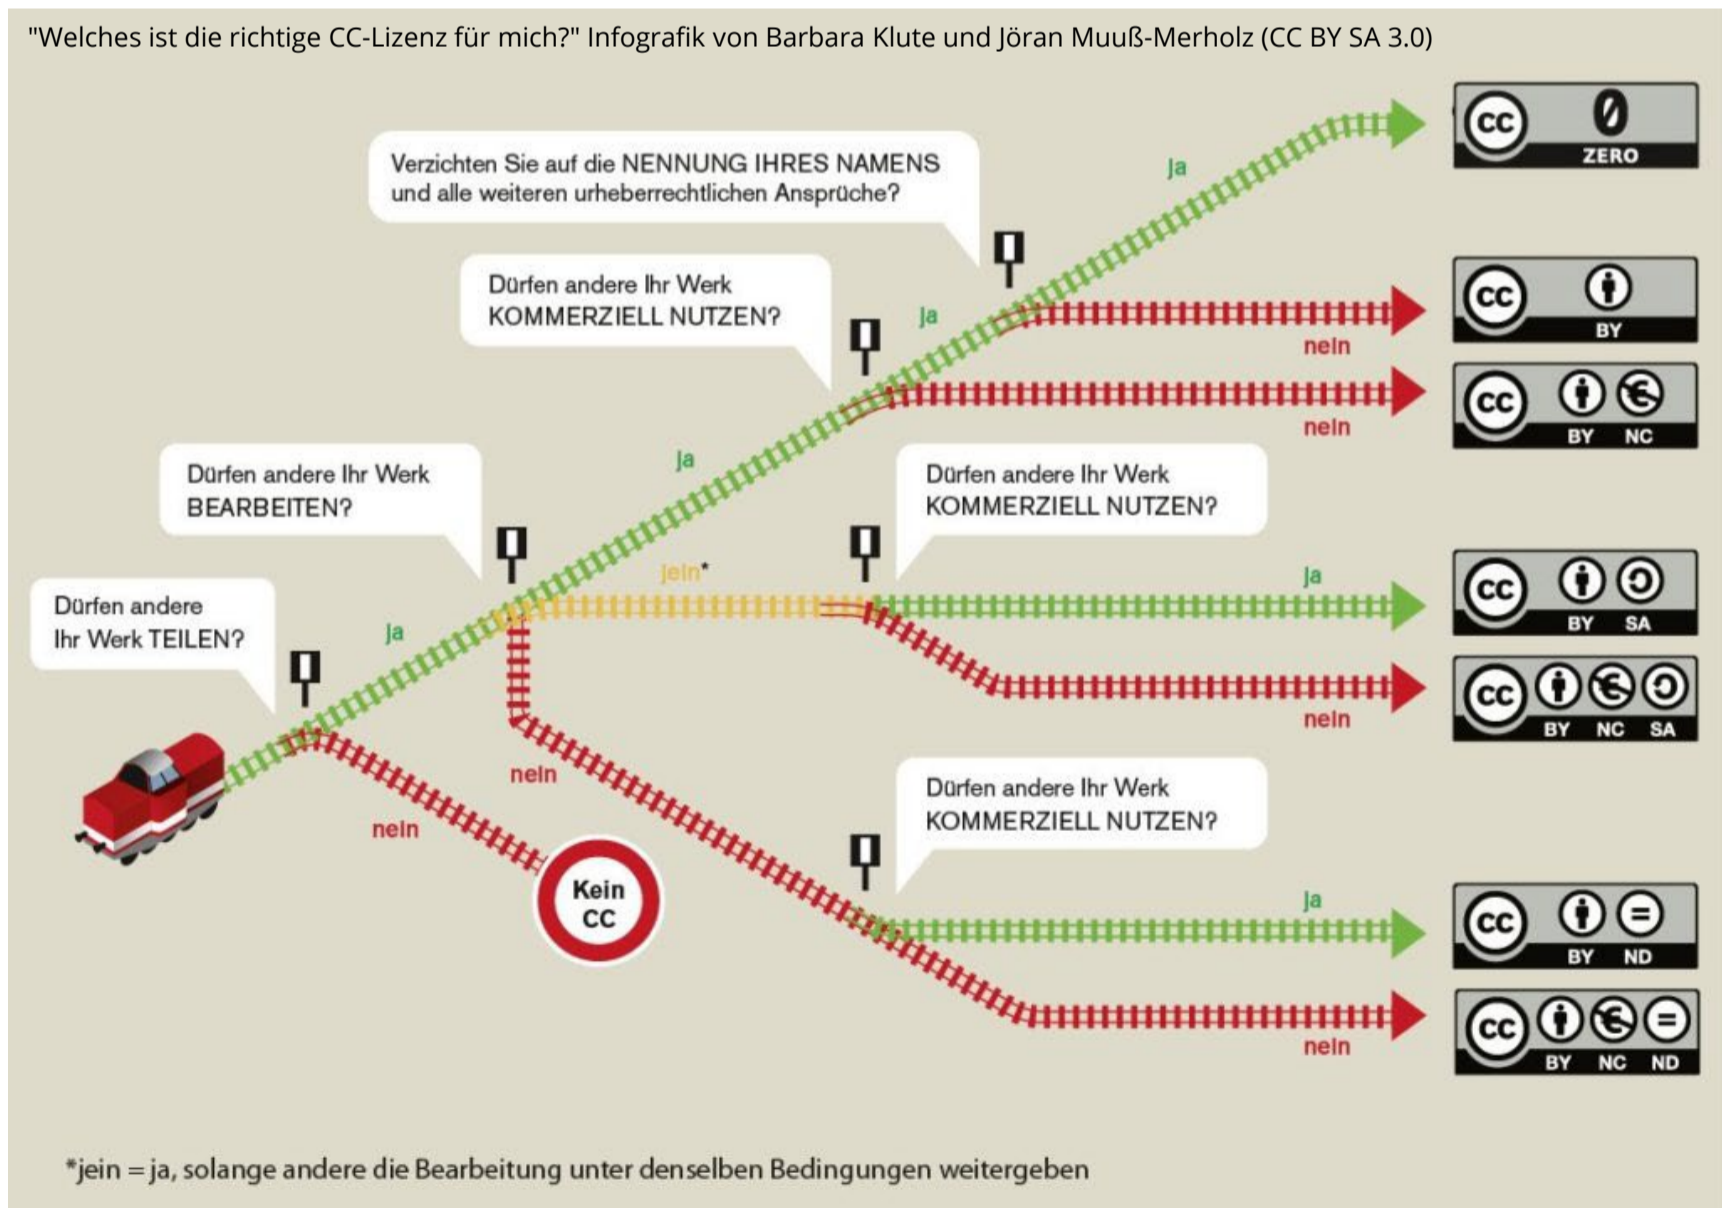 "Welches ist die richtige CC-Lizenz für mich?" Infografik von Barbara Klute und Jöran Muuß-Merholz (CC BY SA 3.0)
Verzichten Sie auf die NENNUNG IHRES NAMENS
und alle weiteren urheberrechtlichen Ansprüche?
Ja
cc 0
ZERO
Dürfen andere Ihr Werk
KOMMERZIELL NUTZEN?
Ja
nein
cc
BY
nein
cc €
BY NC
Dürfen andere Ihr Werk
BEARBEITEN?
Ja
Dürfen andere Ihr Werk
KOMMERZIELL NUTZEN?
jein*
Ja
cc
BY SA
nein
cc €
BY NC SA
Dürfen andere
Ihr Werk TEILEN?
Ja
nein
nein
Kein
CC
Dürfen andere Ihr Werk
KOMMERZIELL NUTZEN?
Ja
cc =
BY ND
nein
cc € =
BY NC ND
*jein = ja, solange andere die Bearbeitung unter denselben Bedingungen weitergeben